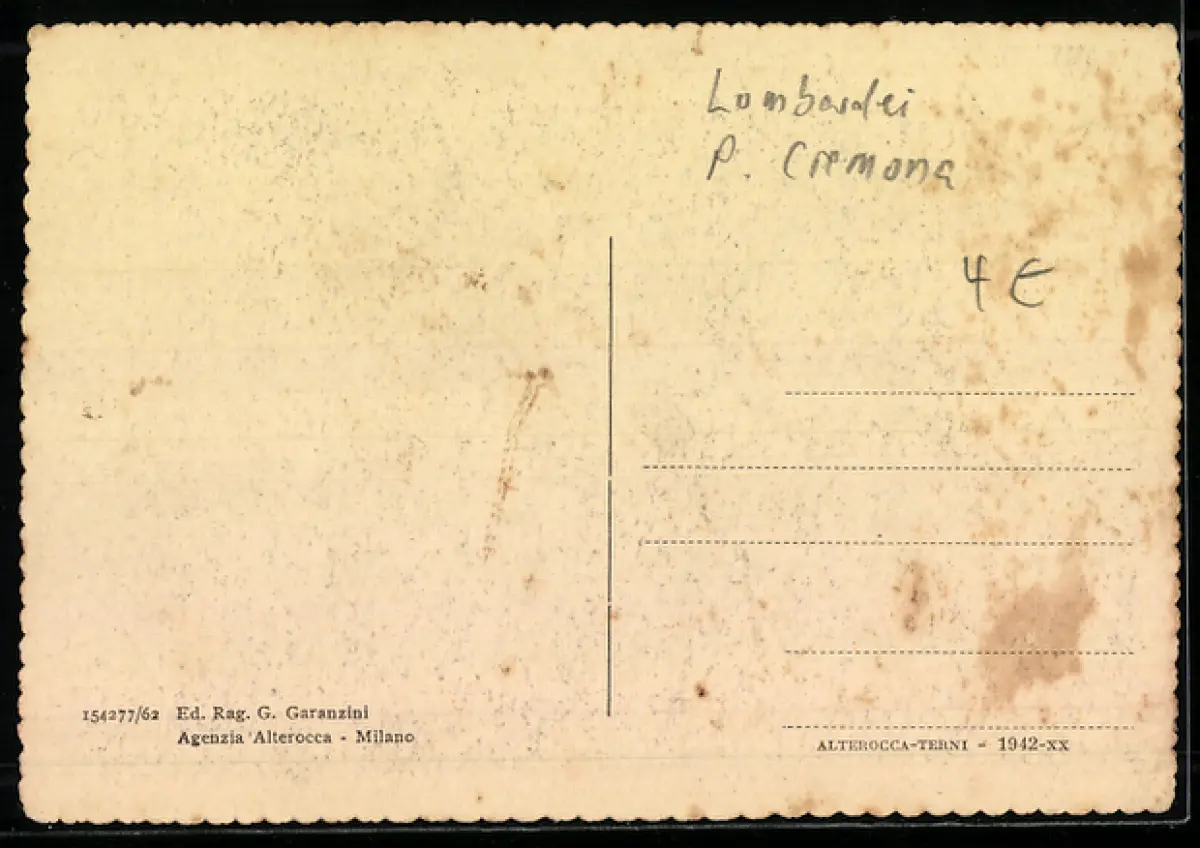 Lombardei
P. Cremona
4 €
154277/62 Ed. Rag. G. Garanzini
Agenzia Alterocca - Milano
ALTEROCCA-TERNI - 1942-XX